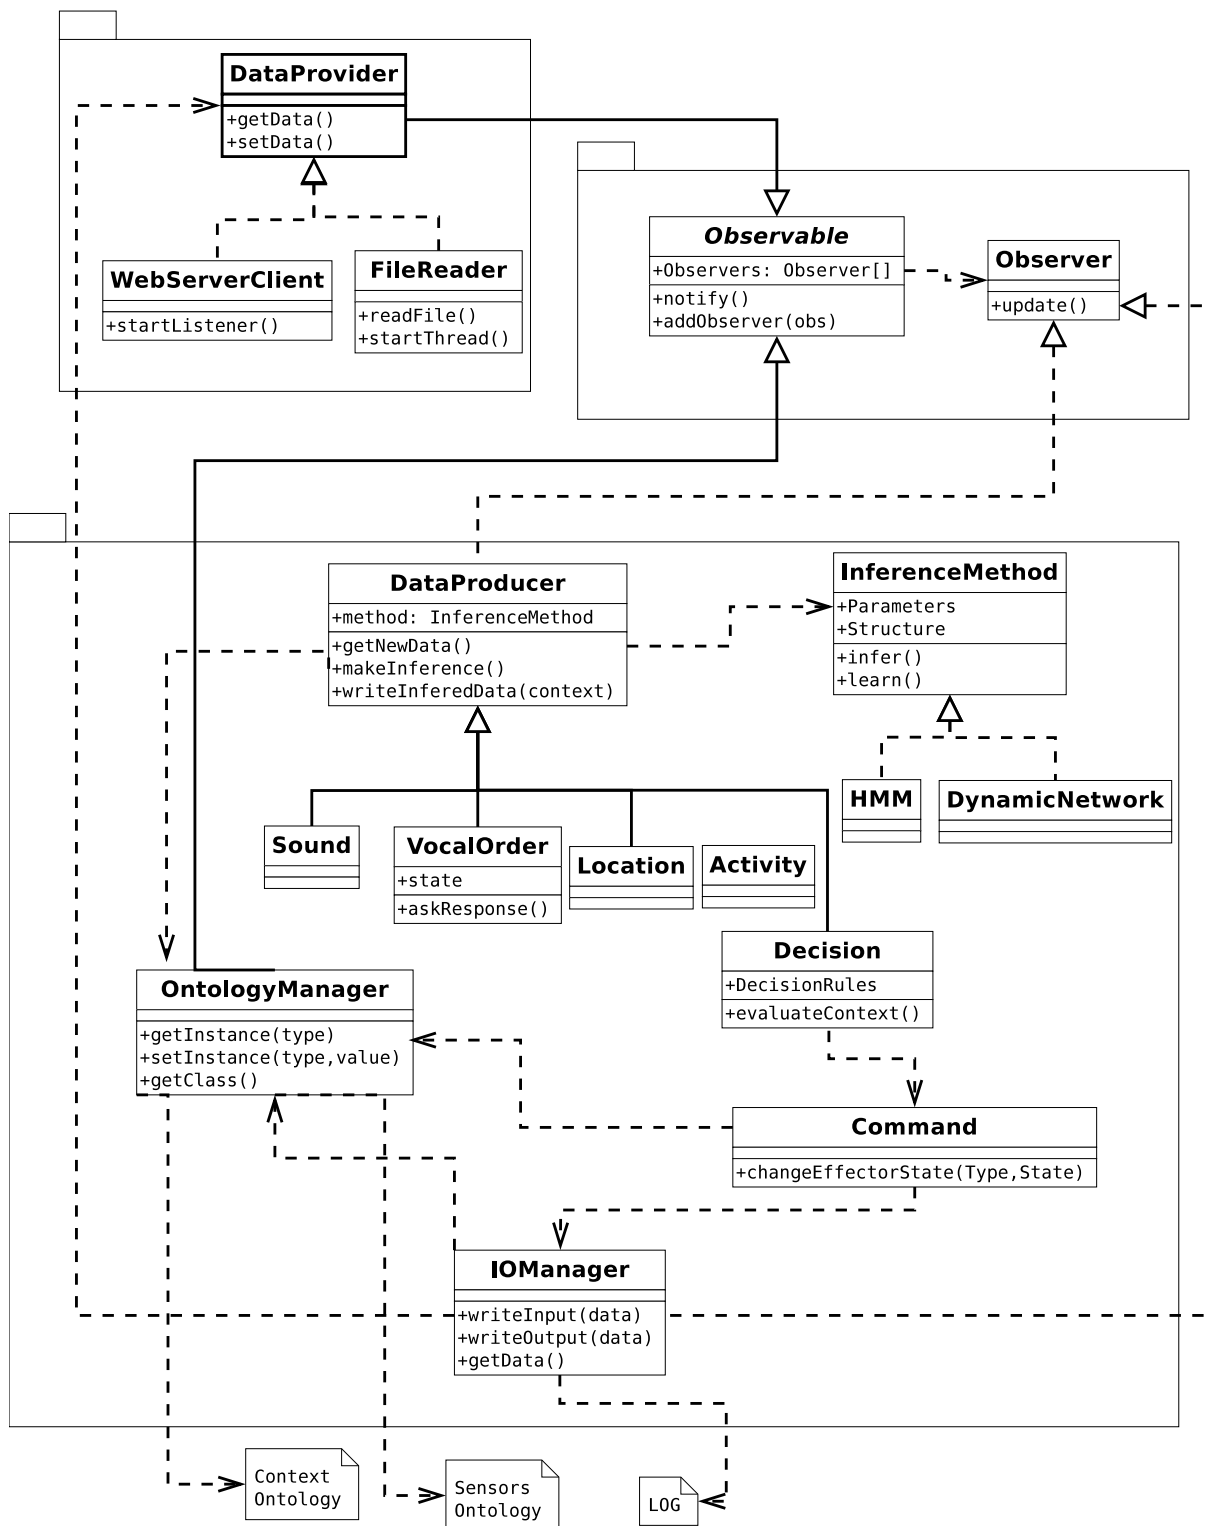 DataProvider
+getData()
+setData()
WebServerClient
+startListener()
FileReader
+readFile()
+startThread()
Observable
+Observers: Observer[]
+notify()
+addObserver(obs)
Observer
+update()
DataProducer
+method: InferenceMethod
+getNewData()
+makeInference()
+writeInferedData(context)
InferenceMethod
+Parameters
+Structure
+infer()
+learn()
HMM
DynamicNetwork
Sound
VocalOrder
+state
+askResponse()
Location
Activity
Decision
+DecisionRules
+evaluateContext()
OntologyManager
+getInstance(type)
+setInstance(type,value)
+getClass()
Command
+changeEffectorState(Type,State)
IOManager
+writeInput(data)
+writeOutput(data)
+getData()
Context
Ontology
Sensors
Ontology
LOG